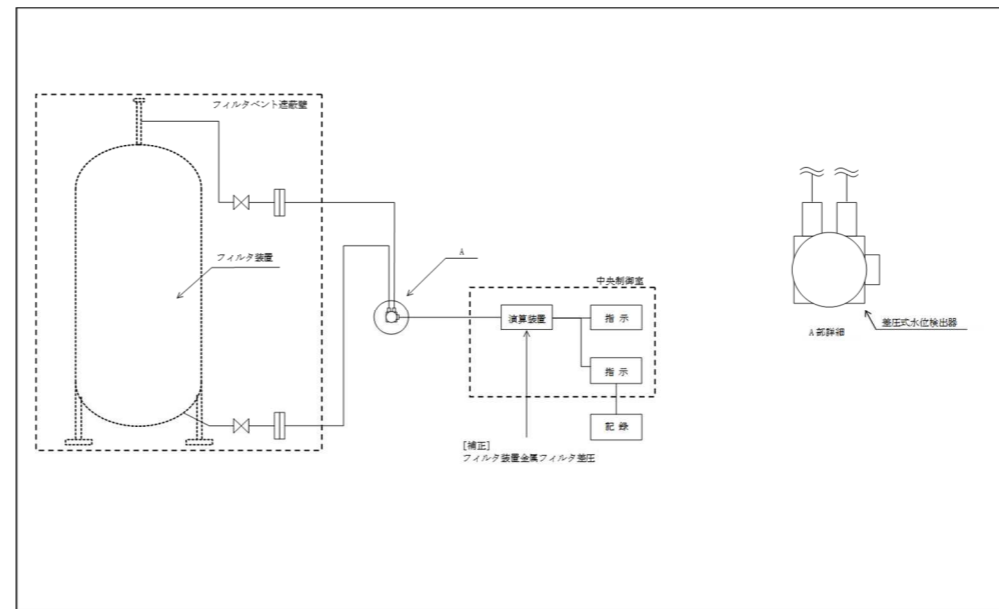 フィルタベント遮蔽壁
フィルタ装置
A
中央制御室
演算装置
指 示
指 示
記 録
[補正]
フィルタ装置金属フィルタ差圧
差圧式水位検出器
A部詳細